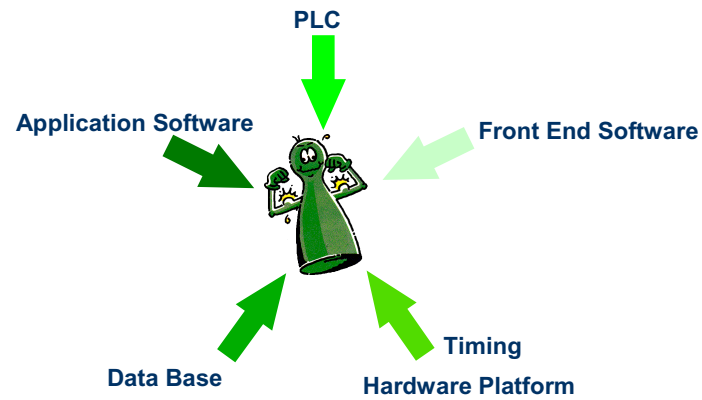 PLC
Application Software
Front End Software
Timing
Data Base
Hardware Platform